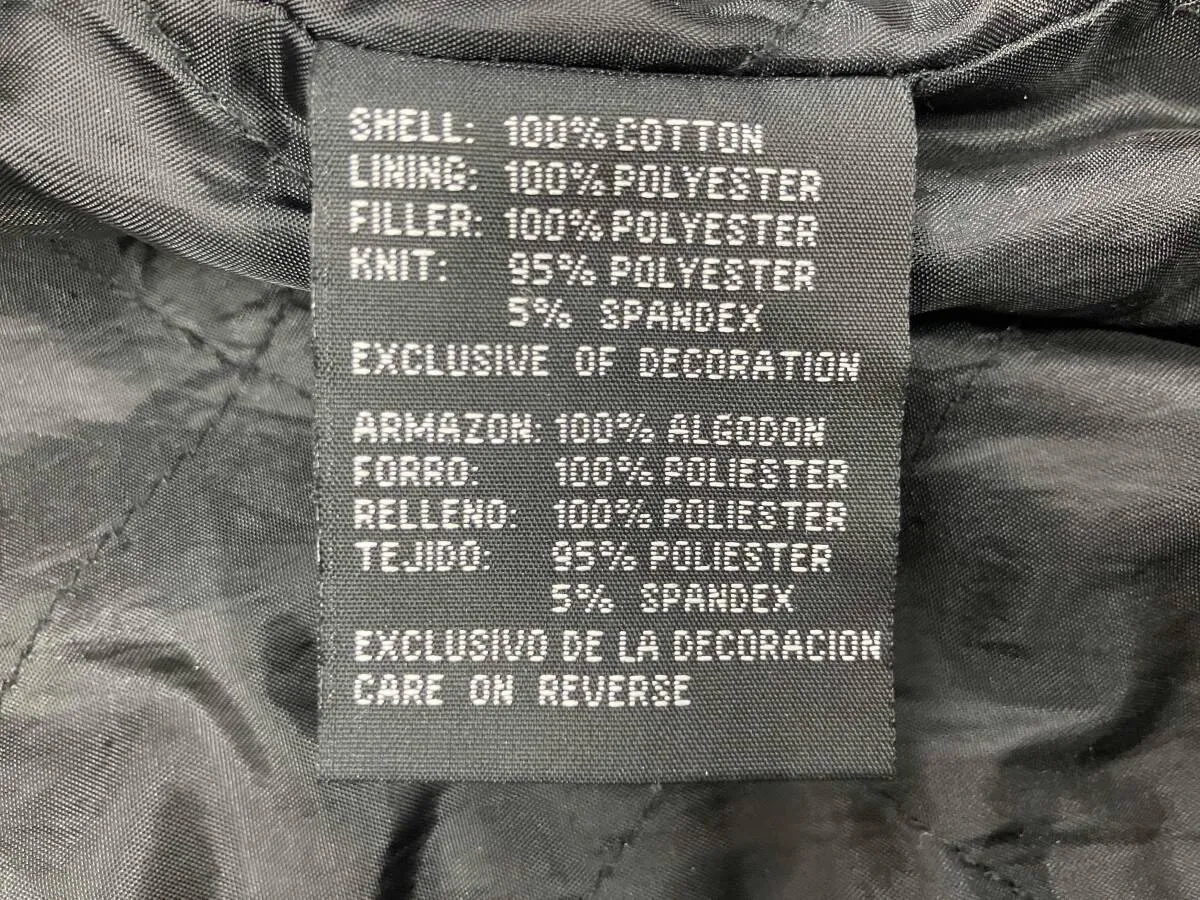 SHELL: 100% COTTON
LINING: 100% POLYESTER
FILLER: 100% POLYESTER
KNIT: 95% POLYESTER
5% SPANDEX
EXCLUSIVE OF DECORATION
ARMAZON: 100% ALGODON
FORRO: 100% POLIESTER
RELLENO: 100% POLIESTER
TEJIDO: 95% POLIESTER
5% SPANDEX
EXCLUSIVO DE LA DECORACION
CARE ON REVERSE